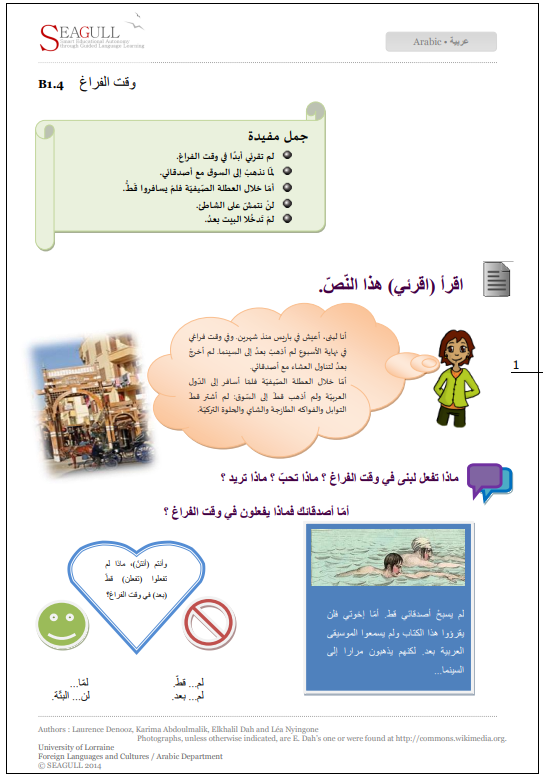 SEAGULL
Smart Educational Autonomy
through Guided Language Learning
Arabic • عربية
B1.4 وقت الفراغ
جمل مفيدة
لم تقرئي أبدًا في وقت الفراغ.
لمّا نذهبْ إلى السوق مع أصدقائي.
أمّا خلال العطلة الصّيفيّة فلمْ يسافروا قَطُّ.
لنْ نتمشّ على الشاطئ.
لمْ تَدخُلا البيت بعدُ.
اقرأ (اقرئي) هذا النّصّ.
أنا لبنى، أعيش في باريس منذ شهرين. وفي وقت فراغي
في نهاية الأسبوع لم أذهبْ بعدُ إلى السينما. لم أخرجْ
بعدُ لتناول العشاء مع أصدقائي.
أمّا خلال العطلة الصّيفيّة فلمّا أسافر إلى الدّول
العربيّة ولم أذهب قطّ إلى السّوق: لم أشتر قط
التوابل والفواكه الطازجة والشاي والحلوة التركيّة.
1
ماذا تفعل لبنى في وقت الفراغ ؟ ماذا تحبّ ؟ ماذا تريد ؟
أمّا أصدقائك فماذا يفعلون في وقت الفراغ ؟
وأنتم (أنتنّ)، ماذا لم
تفعلوا (تفعلن) قطّ
(بعد) في وقت الفراغ؟
لم يسبحْ أصدقائي قط. أمّا إخوتي فلن
يقرؤوا هذا الكتاب ولم يسمعوا الموسيقى
العربية بعد. لكنهم يذهبون مرارا إلى
السينما...
لم... قطّ. لمّا...
لم... بعد. لن... البتّة.
Authors : Laurence Denooz, Karima Abdoulmalik, Elkhalil Dah and Léa Nyingone
Photographs, unless otherwise indicated, are E. Dah's one or were found at http://commons.wikimedia.org.
University of Lorraine
Foreign Languages and Cultures / Arabic Department
© SEAGULL 2014